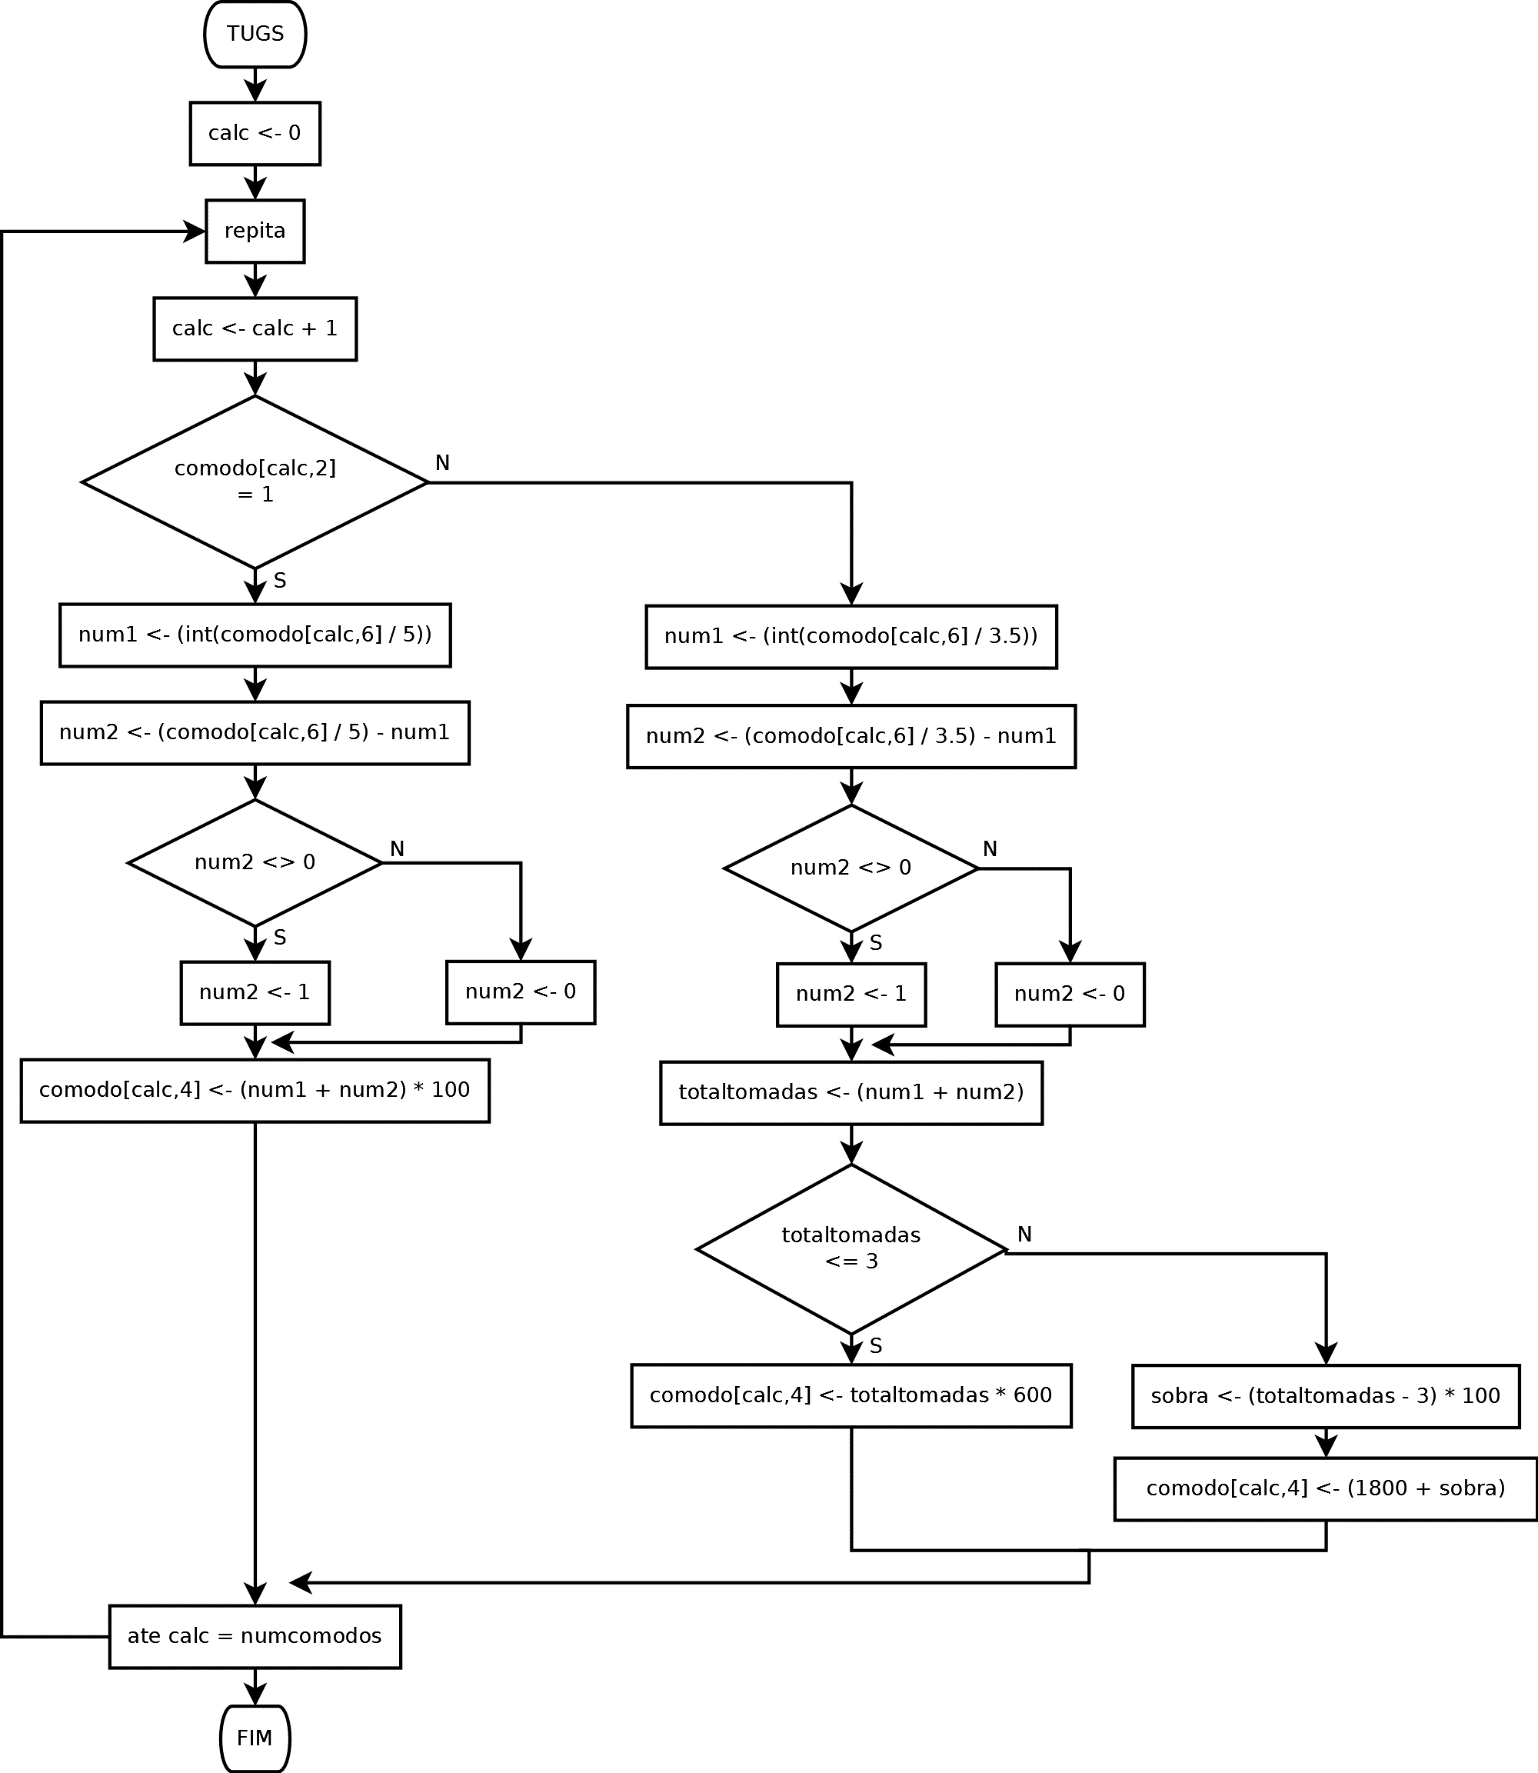 TUGS
calc <- 0
repita
calc <- calc + 1
comodo[calc,2]
= 1
N
S
num1 <- (int(comodo[calc,6] / 5))
num2 <- (comodo[calc,6] / 5) - num1
num2 <> 0
N
S
num2 <- 1
num2 <- 0
comodo[calc,4] <- (num1 + num2) * 100
num1 <- (int(comodo[calc,6] / 3.5))
num2 <- (comodo[calc,6] / 3.5) - num1
num2 <> 0
N
S
num2 <- 1
num2 <- 0
totaltomadas <- (num1 + num2)
totaltomadas
<= 3
N
S
comodo[calc,4] <- totaltomadas * 600
sobra <- (totaltomadas - 3) * 100
comodo[calc,4] <- (1800 + sobra)
ate calc = numcomodos
FIM